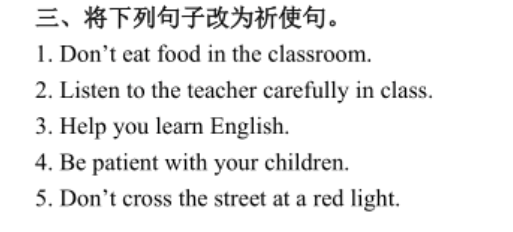 三、将下列句子改为祈使句。
1. Don’t eat food in the classroom.
2. Listen to the teacher carefully in class.
3. Help you learn English.
4. Be patient with your children.
5. Don’t cross the street at a red light.